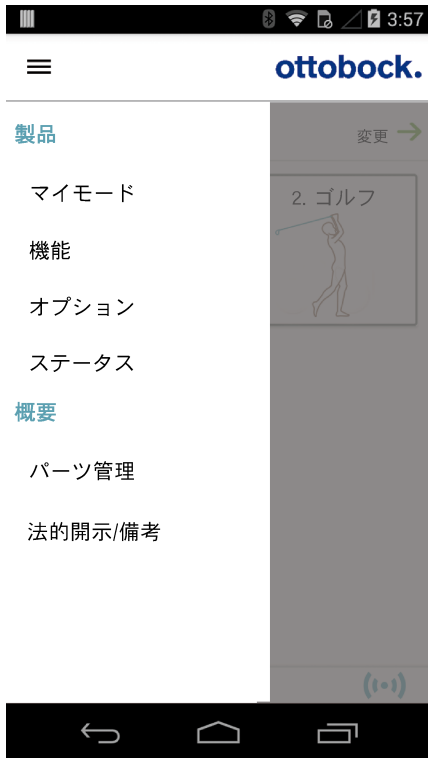 3:57
ottobock.
製品
変更
マイモード
2. ゴルフ
機能
オプション
ステータス
概要
パーツ管理
法的開示/備考